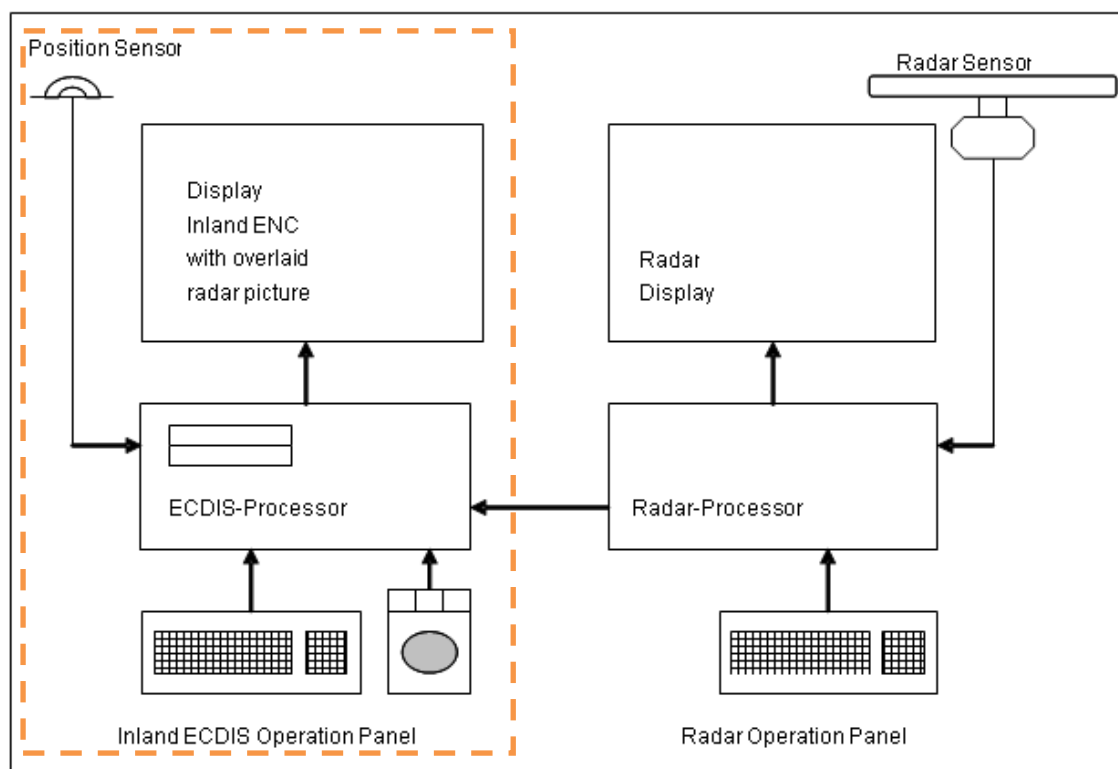 Position Sensor
Radar Sensor
Display
Inland ENC
with overlaid
radar picture
Radar
Display
ECDIS-Processor
Radar-Processor
Inland ECDIS Operation Panel
Radar Operation Panel